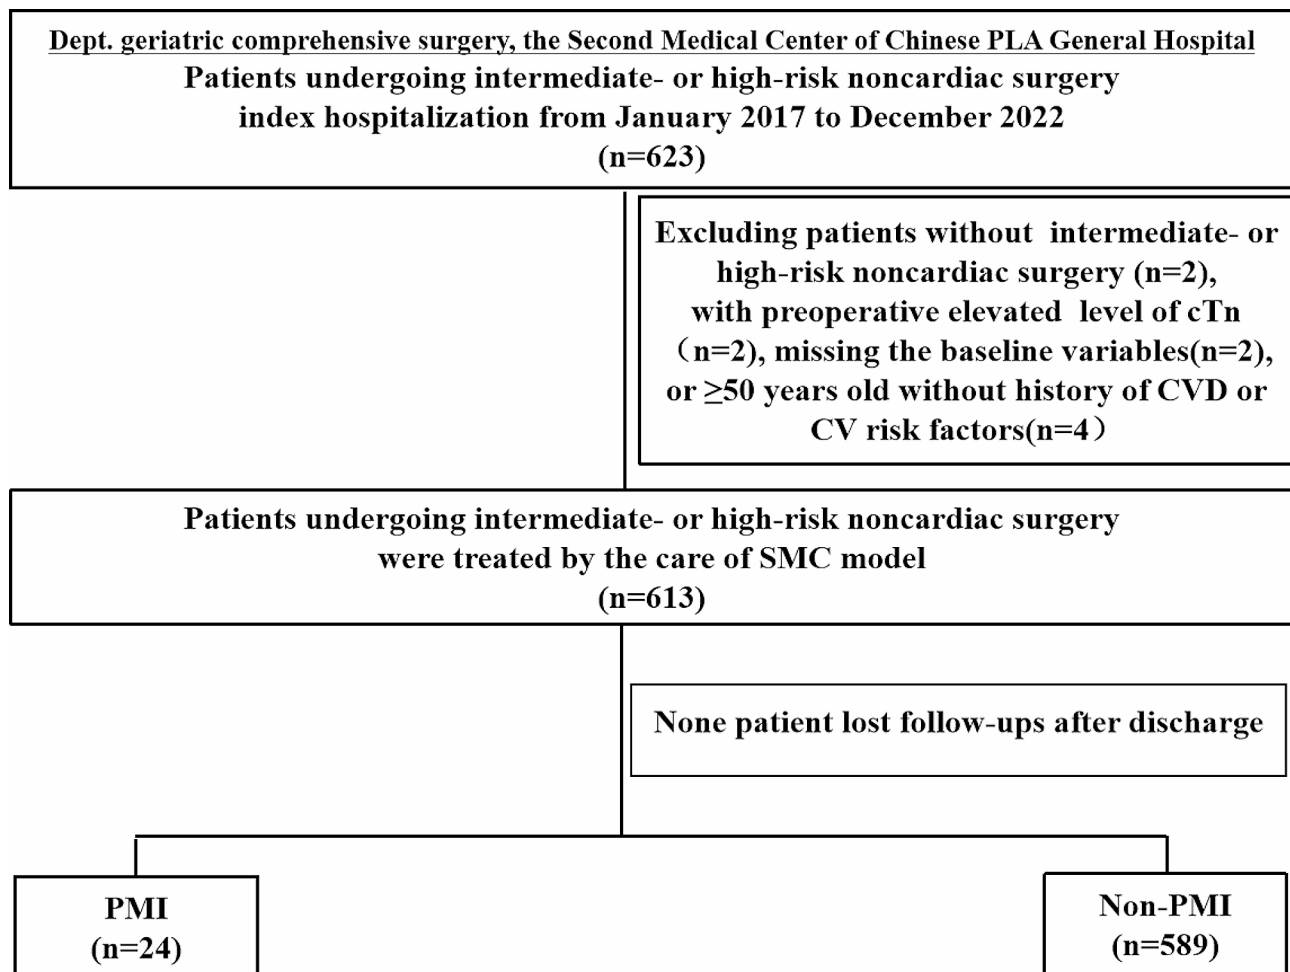 Dept. geriatric comprehensive surgery, the Second Medical Center of Chinese PLA General Hospital
Patients undergoing intermediate- or high-risk noncardiac surgery
index hospitalization from January 2017 to December 2022
(n=623)
Excluding patients without intermediate- or
high-risk noncardiac surgery (n=2),
with preoperative elevated level of cTn
（n=2), missing the baseline variables(n=2),
or ≥50 years old without history of CVD or
CV risk factors(n=4）
Patients undergoing intermediate- or high-risk noncardiac surgery
were treated by the care of SMC model
(n=613)
None patient lost follow-ups after discharge
PMI
(n=24)
Non-PMI
(n=589)